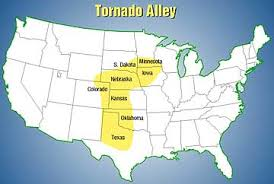 Tornado Alley
S. Dakota
Minnesota
Iowa
Nebraska
Colorado
Kansas
Oklahoma
Texas